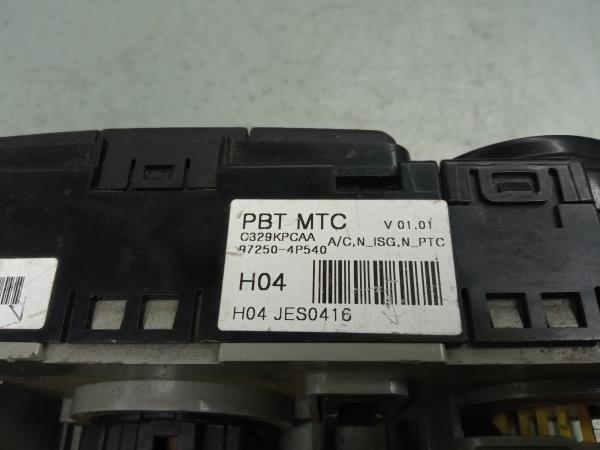 PBT MTC V 01.01
C329KPCAA A/C,N_ISG,N_PTC
97250-4P540
H04
H04 JES0416